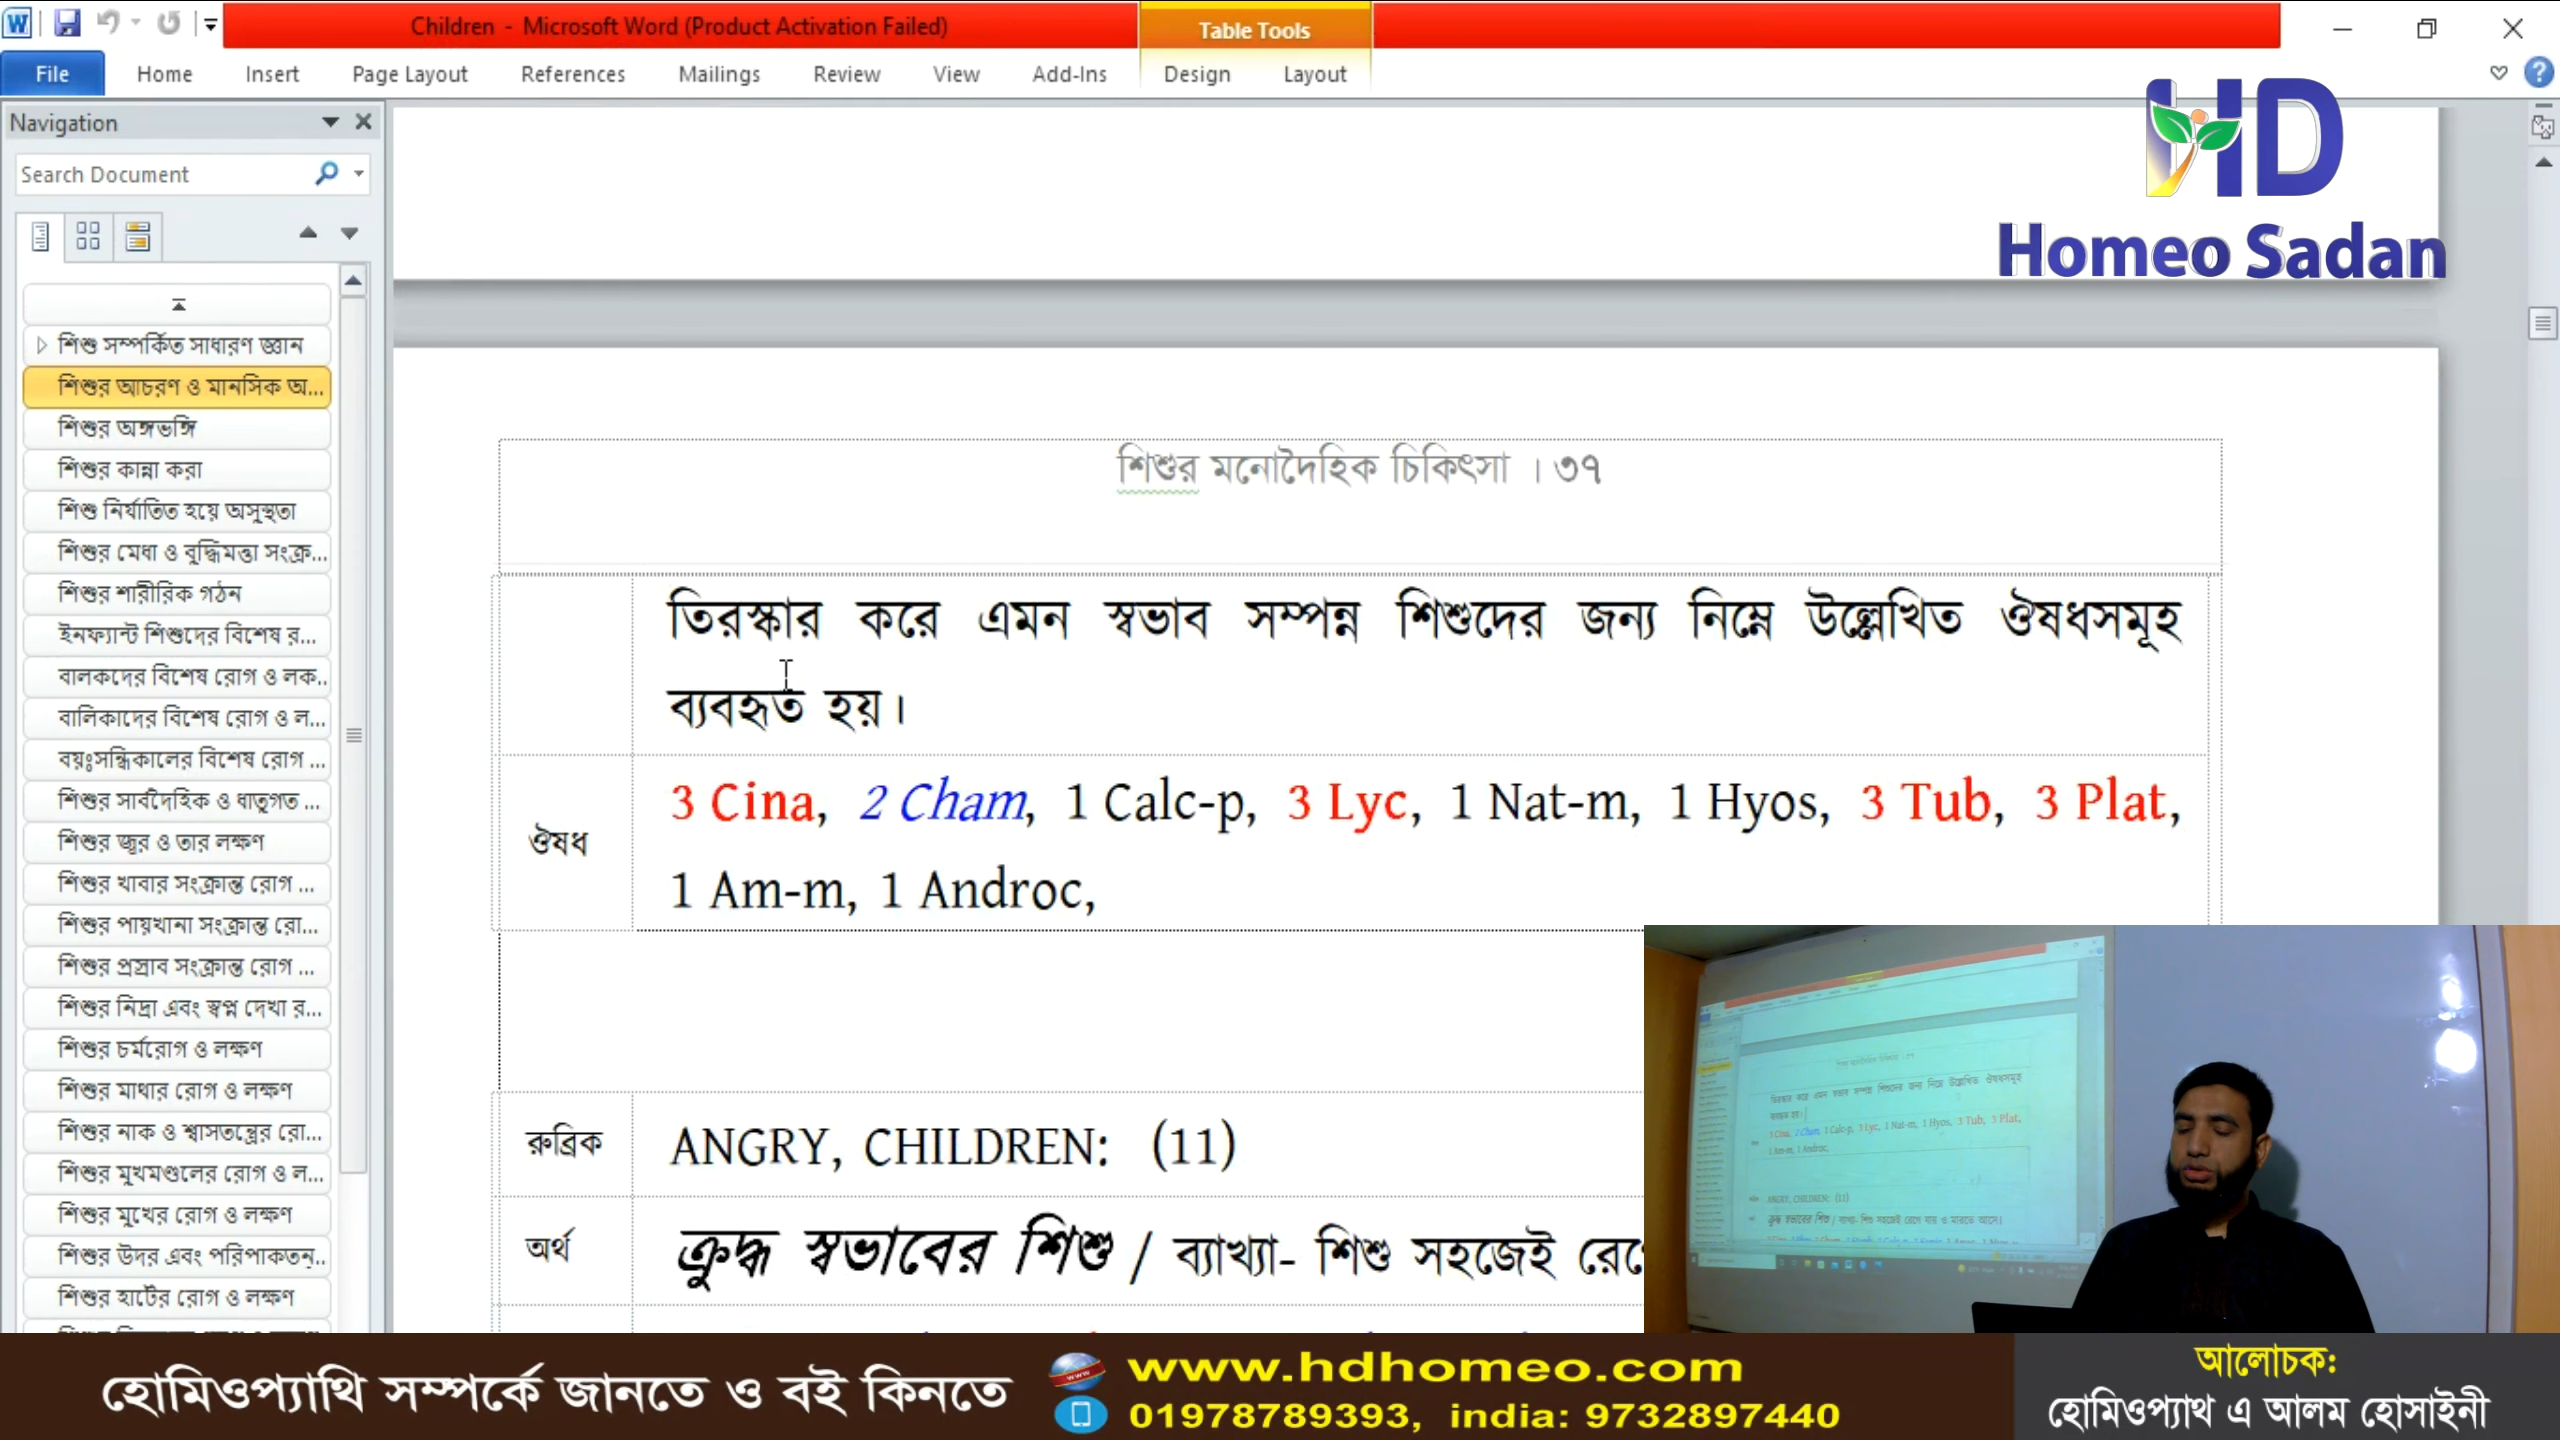 Children - Microsoft Word (Product Activation Failed)
Table Tools
File Home Insert Page Layout References Mailings Review View Add-Ins Design Layout
HD
Homeo Sadan
Navigation
Search Document
শিশু সম্পর্কিত সাধারণ জ্ঞান
শিশুর আচরণ ও মানসিক অ...
শিশুর অঙ্গভঙ্গি
শিশুর কান্না করা
শিশু নির্যাতিত হয়ে অসুস্থতা
শিশুর মেধা ও বুদ্ধিমত্তা সংক্র...
শিশুর শারীরিক গঠন
ইনফ্যান্ট শিশুদের বিশেষ র...
বালকদের বিশেষ রোগ ও লক..
বালিকাদের বিশেষ রোগ ও ল...
বয়ঃসন্ধিকালের বিশেষ রোগ ...
শিশুর সার্বদৈহিক ও ধাতুগত ...
শিশুর জ্বর ও তার লক্ষণ
শিশুর খাবার সংক্রান্ত রোগ ...
শিশুর পায়খানা সংক্রান্ত রো...
শিশুর প্রস্রাব সংক্রান্ত রোগ ...
শিশুর নিদ্রা এবং স্বপ্ন দেখা র...
শিশুর চর্মরোগ ও লক্ষণ
শিশুর মাথার রোগ ও লক্ষণ
শিশুর নাক ও শ্বাসতন্ত্রের রো...
শিশুর মুখমণ্ডলের রোগ ও ল...
শিশুর মুখের রোগ ও লক্ষণ
শিশুর উদর এবং পরিপাকতন্..
শিশুর হার্টের রোগ ও লক্ষণ
শিশুর মনোদৈহিক চিকিৎসা । ৩৭
তিরস্কার করে এমন স্বভাব সম্পন্ন শিশুদের জন্য নিম্নে উল্লেখিত ঔষধসমূহ
ব্যবহৃত হয়।
ঔষধ
3 Cina, 2 Cham, 1 Calc-p, 3 Lyc, 1 Nat-m, 1 Hyos, 3 Tub, 3 Plat,
1 Am-m, 1 Androc,
রুব্রিক ANGRY, CHILDREN: (11)
অর্থ ক্রুদ্ধ স্বভাবের শিশু / ব্যাখ্যা- শিশু সহজেই রেগে
হোমিওপ্যাথি সম্পর্কে জানতে ও বই কিনতে
www.hdhomeo.com
01978789393, india: 9732897440
আলোচক:
হোমিওপ্যাথ এ আলম হোসাইনী